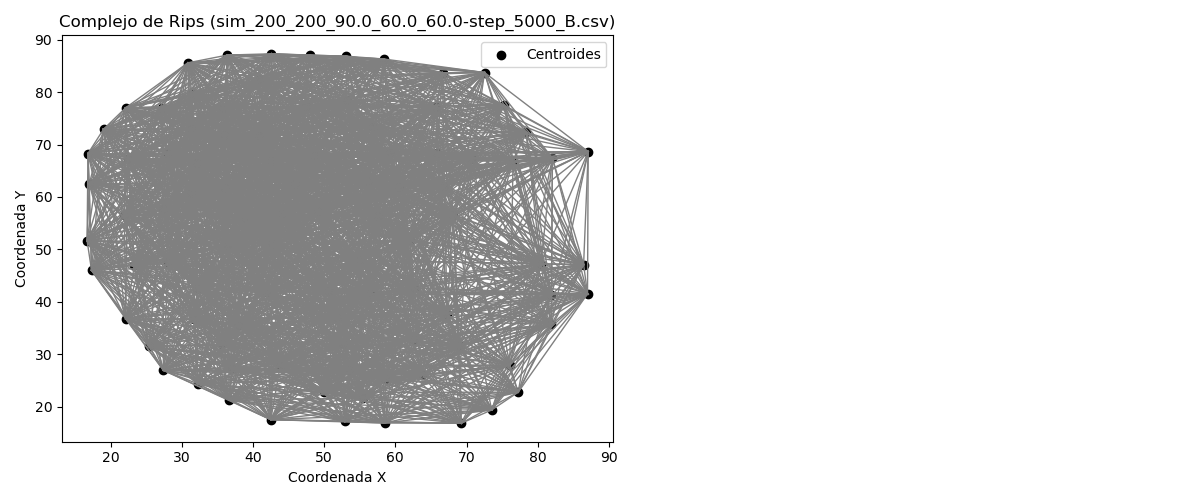 Complejo de Rips (sim_200_200_90.0_60.0_60.0-step_5000_B.csv)
Centroides
Coordenada Y
90
80
70
60
50
40
30
20
20 30 40 50 60 70 80 90
Coordenada X